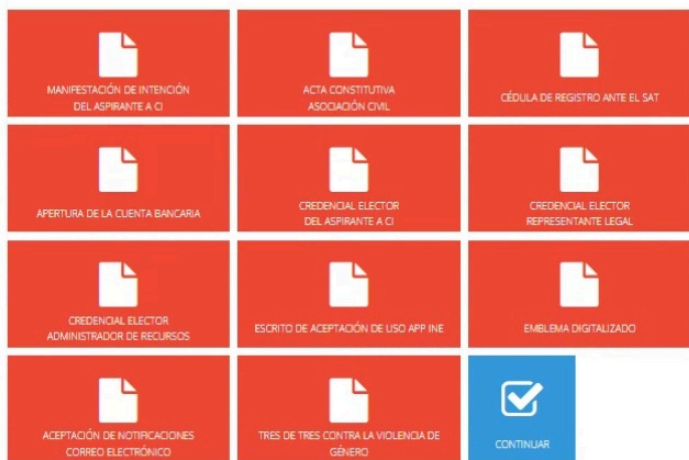 MANIFESTACIÓN DE INTENCIÓN
DEL ASPIRANTE A CI
ACTA CONSTITUTIVA
ASOCIACIÓN CIVIL
CÉDULA DE REGISTRO ANTE EL SAT
APERTURA DE LA CUENTA BANCARIA
CREDENCIAL ELECTOR
DEL ASPIRANTE A CI
CREDENCIAL ELECTOR
REPRESENTANTE LEGAL
CREDENCIAL ELECTOR
ADMINISTRADOR DE RECURSOS
ESCRITO DE ACEPTACIÓN DE USO APP INE
EMBLEMA DIGITALIZADO
ACEPTACIÓN DE NOTIFICACIONES
CORREO ELECTRÓNICO
TRES DE TRES CONTRA LA VIOLENCIA DE
GÉNERO
CONTINUAR